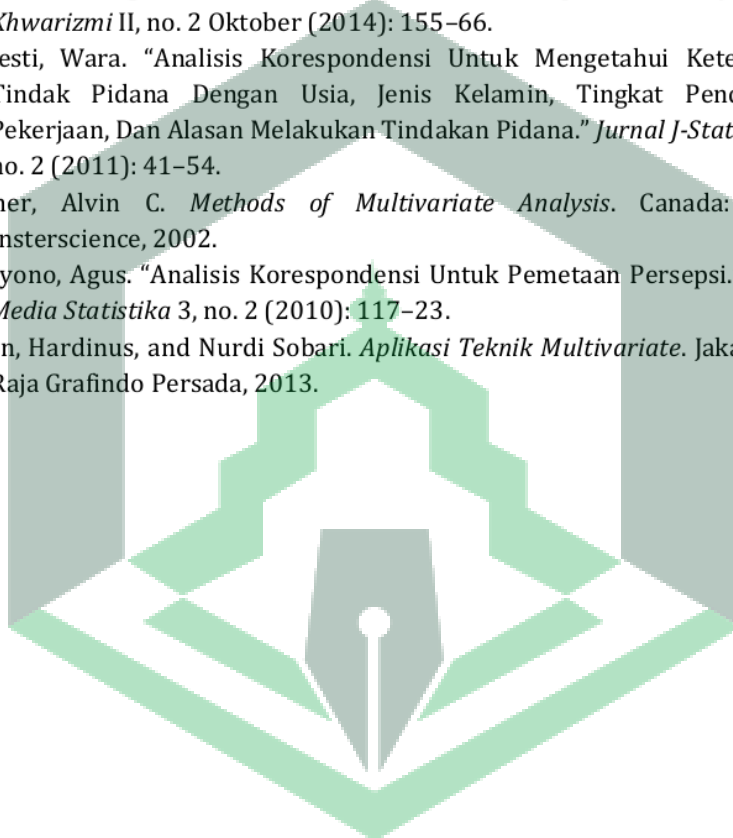 Khwarizmi II, no. 2 Oktober (2014): 155–66.
esti, Wara. “Analisis Korespondensi Untuk Mengetahui Kete
Tindak Pidana Dengan Usia, Jenis Kelamin, Tingkat Pend
Pekerjaan, Dan Alasan Melakukan Tindakan Pidana.” Jurnal J-Stat
no. 2 (2011): 41–54.
ner, Alvin C. Methods of Multivariate Analysis. Canada:
nsterscience, 2002.
yono, Agus. “Analisis Korespondensi Untuk Pemetaan Persepsi.
Media Statistika 3, no. 2 (2010): 117–23.
n, Hardinus, and Nurdi Sobari. Aplikasi Teknik Multivariate. Jaka
Raja Grafindo Persada, 2013.